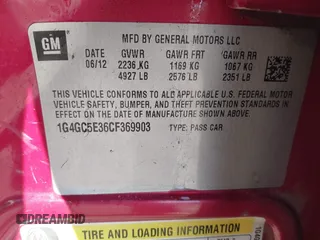 GM
MFD BY GENERAL MOTORS LLC
DATE GVWR GAWR FRT GAWR RR
06/12 2236 KG 1169 KG 1067 KG
4927 LB 2576 LB 2351 LB
THIS VEHICLE CONFORMS TO ALL APPLICABLE U.S. FEDERAL MOTOR
VEHICLE SAFETY, BUMPER, AND THEFT PREVENTION STANDARDS IN
EFFECT ON THE DATE OF MANUFACTURE SHOWN ABOVE.
1G4GC5E36CF369903 TYPE: PASS CAR
TIRE AND LOADING INFORMATION
DREAMBID